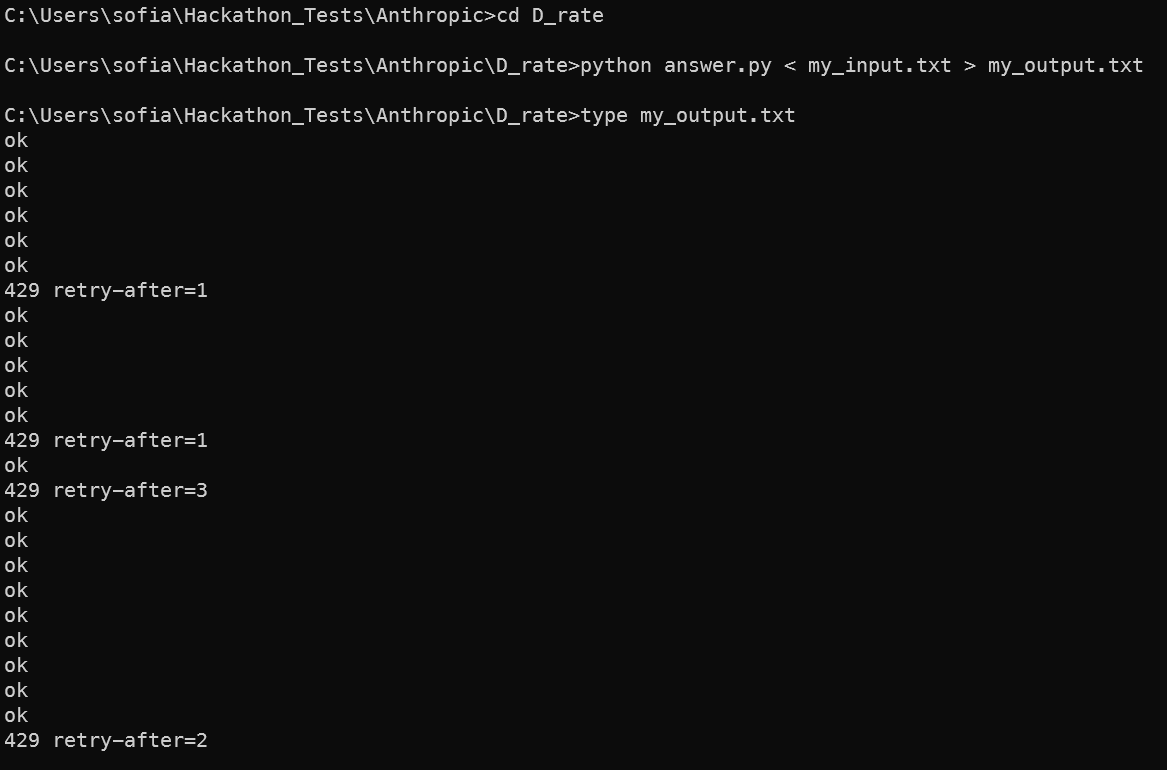 C:\Users\sofia\Hackathon_Tests\Anthropic>cd D_rate
C:\Users\sofia\Hackathon_Tests\Anthropic\D_rate>python answer.py < my_input.txt > my_output.txt
C:\Users\sofia\Hackathon_Tests\Anthropic\D_rate>type my_output.txt
ok
ok
ok
ok
ok
ok
429 retry-after=1
ok
ok
ok
ok
ok
429 retry-after=1
ok
429 retry-after=3
ok
ok
ok
ok
ok
ok
ok
ok
ok
429 retry-after=2